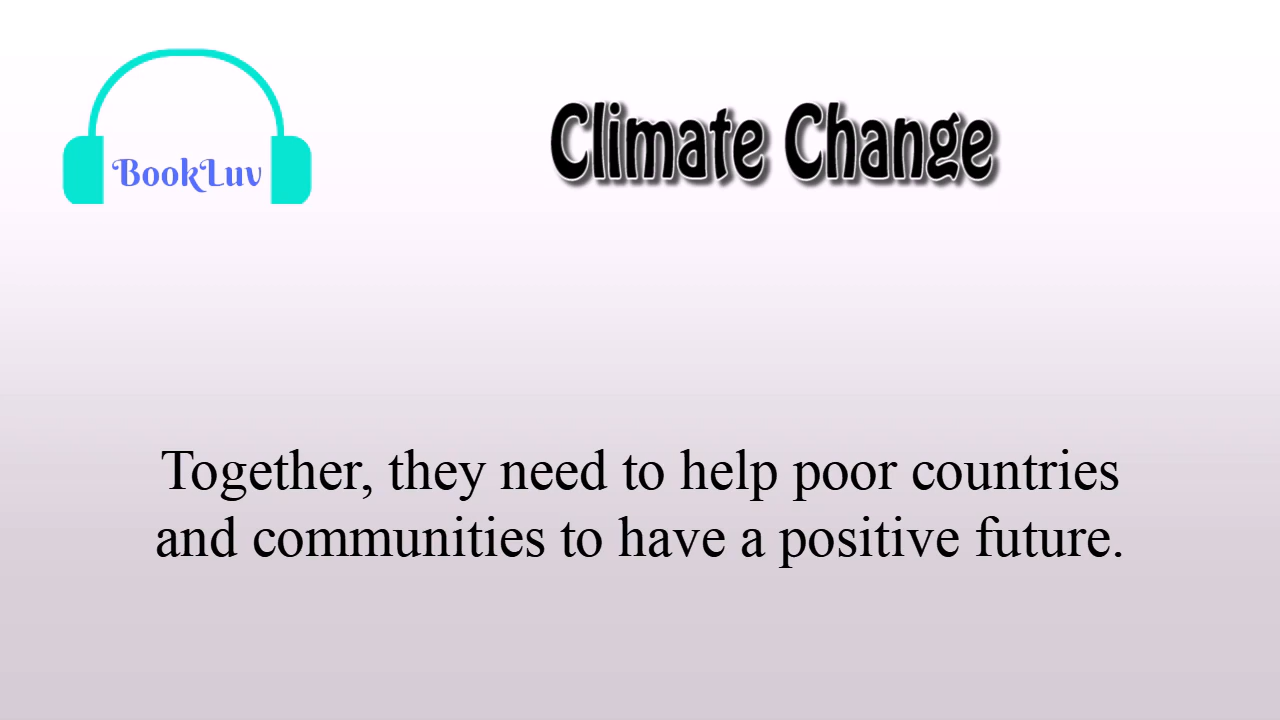 BookLuv
Climate Change
Together, they need to help poor countries
and communities to have a positive future.